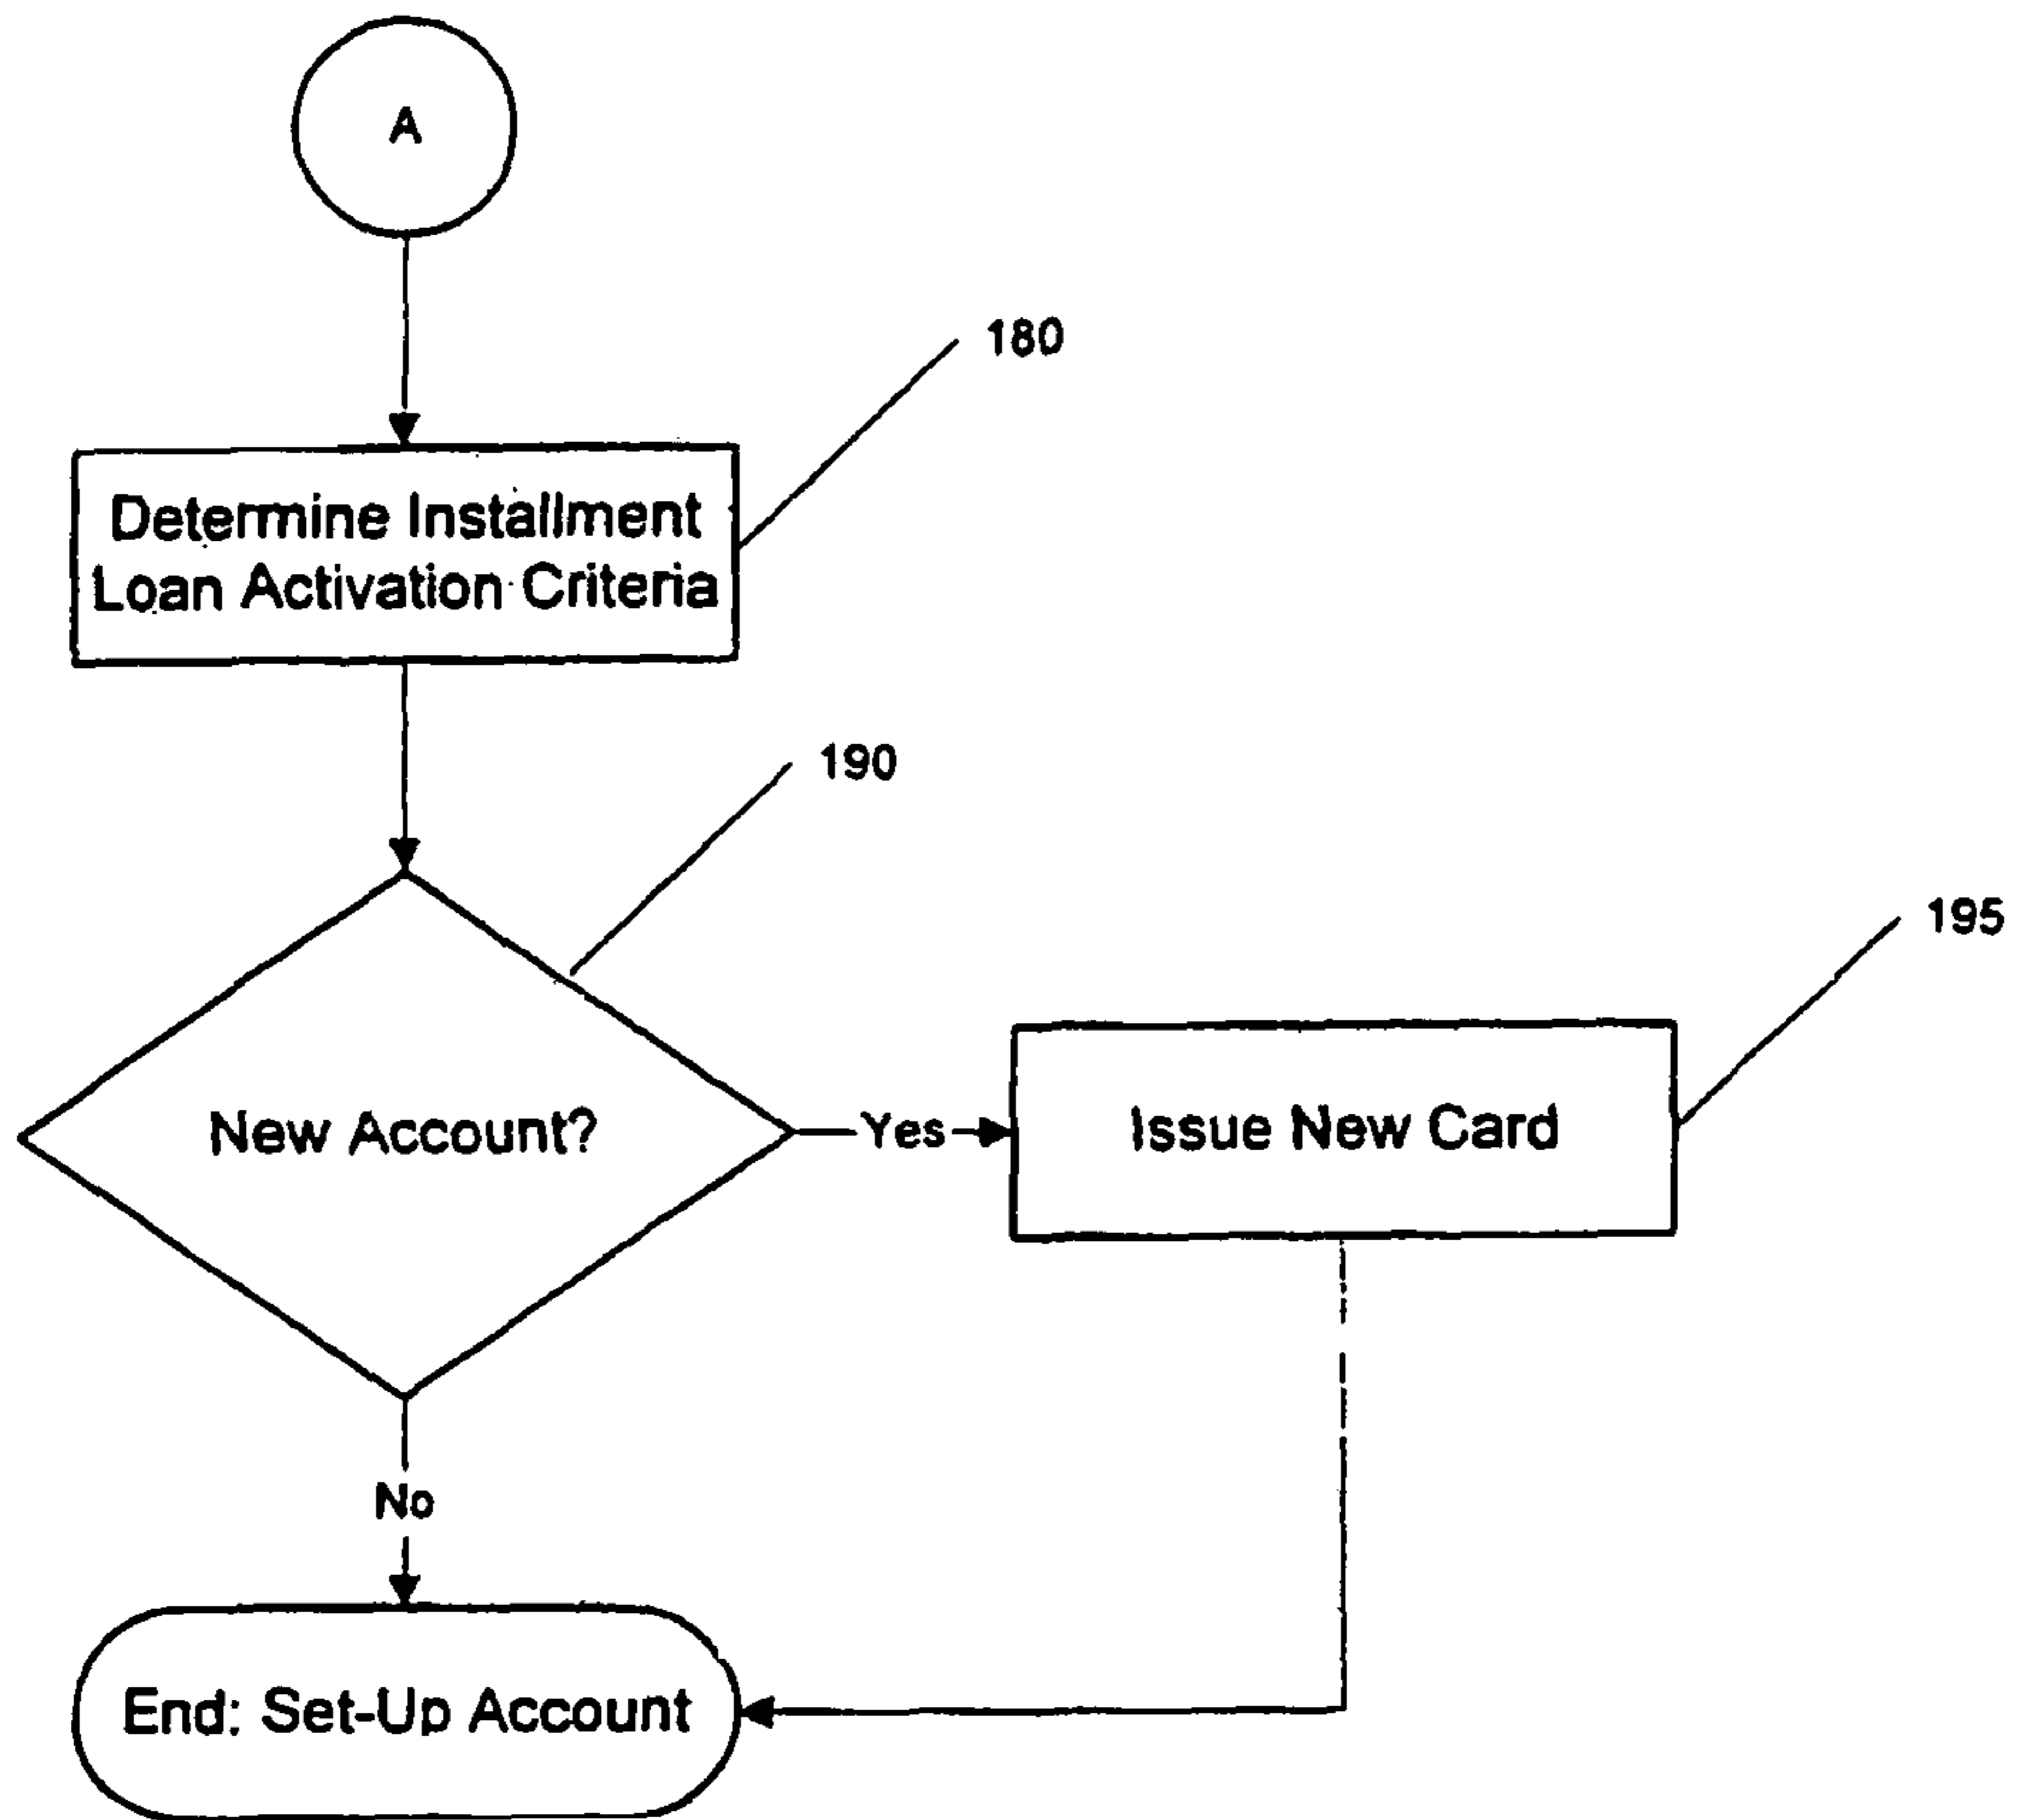 A
180
Determine Installment
Loan Activation Criteria
190
195
New Account?
Yes
Issue New Card
No
End: Set-Up Account